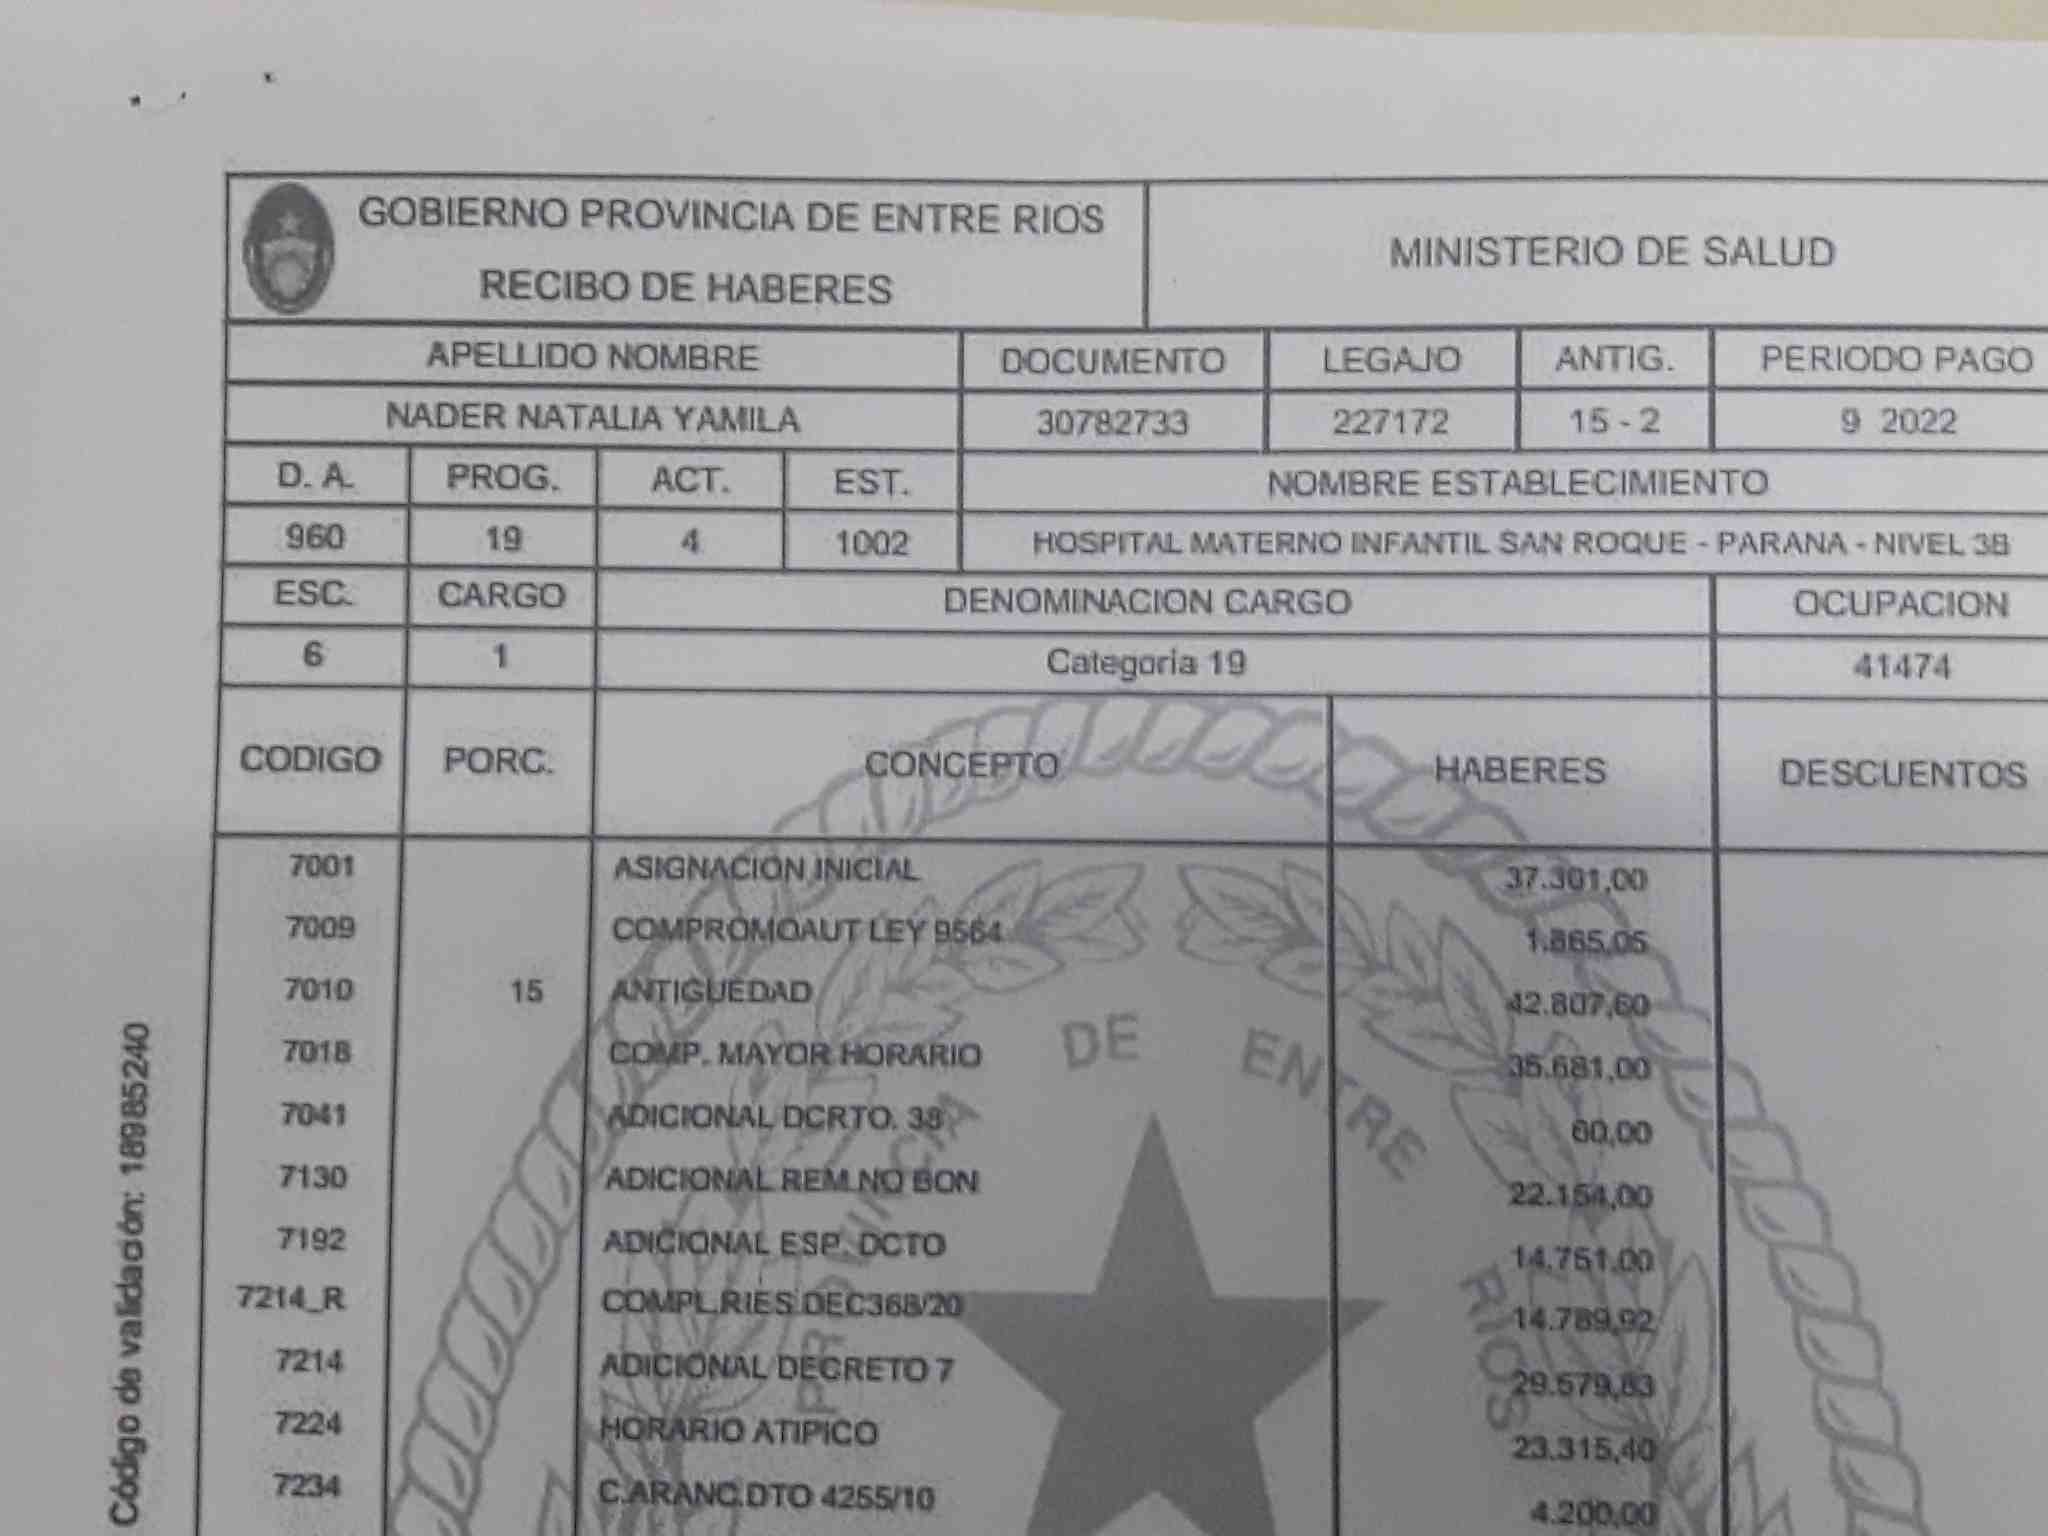 GOBIERNO PROVINCIA DE ENTRE RIOS
RECIBO DE HABERES
MINISTERIO DE SALUD
APELLIDO NOMBRE DOCUMENTO LEGAJO ANTIG. PERIODO PAGO
NADER NATALIA YAMILA 30782733 227172 15 - 2 9 2022
D. A. PROG. ACT. EST. NOMBRE ESTABLECIMIENTO
960 19 4 1002 HOSPITAL MATERNO INFANTIL SAN ROQUE - PARANA - NIVEL 3B
ESC. CARGO DENOMINACION CARGO OCUPACION
6 1 Categoria 19 41474
CODIGO PORC. CONCEPTO HABERES DESCUENTOS
7001 ASIGNACION INICIAL 37.301,00
7009 COMPROMOAUT LEY 9564 1.865,05
7010 15 ANTIGUEDAD 42.807,60
7018 COMP. MAYOR HORARIO 35.681,00
7041 ADICIONAL DCRTO. 38 60,00
7130 ADICIONAL REM.NO BON 22.154,00
7192 ADICIONAL ESP. DCTO 14.751,00
7214_R COMPL.RIES.DEC368/20 14.789,92
7214 ADICIONAL DECRETO 7 29.579,83
7224 HORARIO ATIPICO 23.315,40
7234 C.ARANC.DTO 4255/10 4.200,00
Código de validación: 18985240
PROVINCIA DE ENTRE RIOS